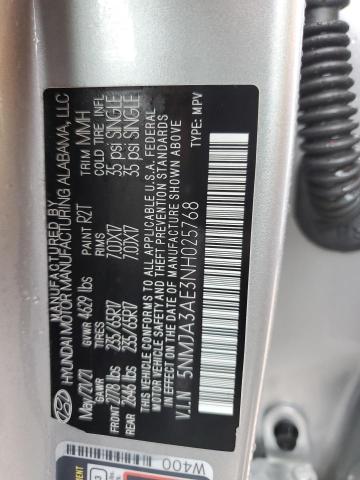 MANUFACTURED BY
HYUNDAI MOTOR MANUFACTURING ALABAMA, LLC
May/21/21 PAINT R2T TRIM MMH
GVWR 4629 lbs
TIRES RIMS COLD TIRE INFL
FRONT 2778 lbs 235/65R17 7.0JX17 35 psi SINGLE
REAR 2646 lbs 235/65R17 7.0JX17 35 psi SINGLE
THIS VEHICLE CONFORMS TO ALL APPLICABLE U.S.A. FEDERAL
MOTOR VEHICLE SAFETY, BUMPER, AND
THEFT PREVENTION STANDARDS IN EFFECT
ON THE DATE OF MANUFACTURE SHOWN ABOVE
V.I.N : 5NMJA3AE3NH025768 TYPE: MPV
W400